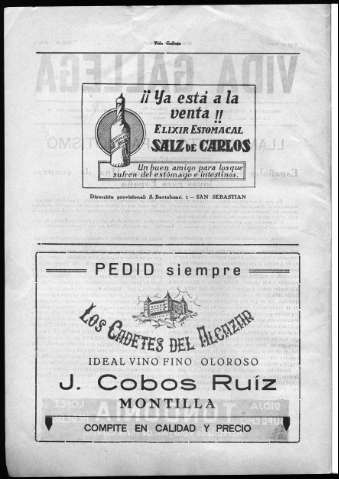 Vida Gallega
¡¡Ya está a la
venta!!
ELIXIR ESTOMACAL
SAIZ DE CARLOS
Un buen amigo para los que
sufren del estómago e intestinos.
Dirección provisional: S. Bartolomé, 1 - SAN SEBASTIAN
PEDID siempre
LOS CADETES DEL ALCAZAR
IDEAL VINO FINO OLOROSO
J. Cobos Ruíz
MONTILLA
COMPITE EN CALIDAD Y PRECIO